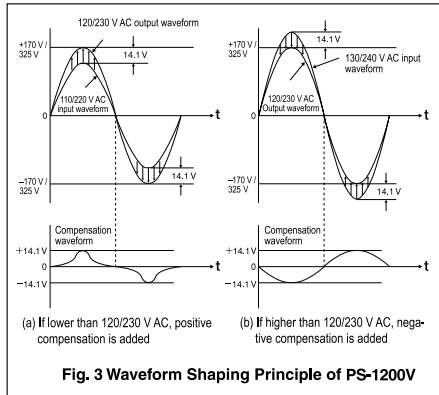 120/230 V AC output waveform
+170 V/
325 V
14.1 V
110/220 V AC
input waveform
0
t
−170 V/
325 V
14.1 V
Compensation
waveform
+14.1 V
0
−14.1 V
t
(a) If lower than 120/230 V AC, positive
compensation is added
+170 V/
325 V
14.1 V
130/240 V AC input
waveform
120/230 V AC
Output waveform
0
t
−170 V/
325 V
14.1 V
Compensation
waveform
+14.1 V
0
−14.1 V
t
(b) If higher than 120/230 V AC, nega-
tive compensation is added
Fig. 3 Waveform Shaping Principle of PS-1200V